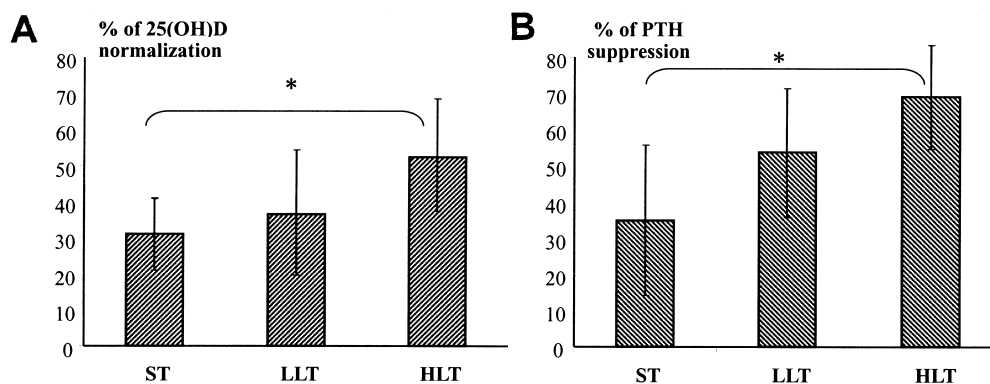 A
% of 25(OH)D
normalization
80
70
60
50
40
30
20
10
0
*
ST LLT HLT
B
% of PTH
suppression
80
70
60
50
40
30
20
10
0
*
ST LLT HLT